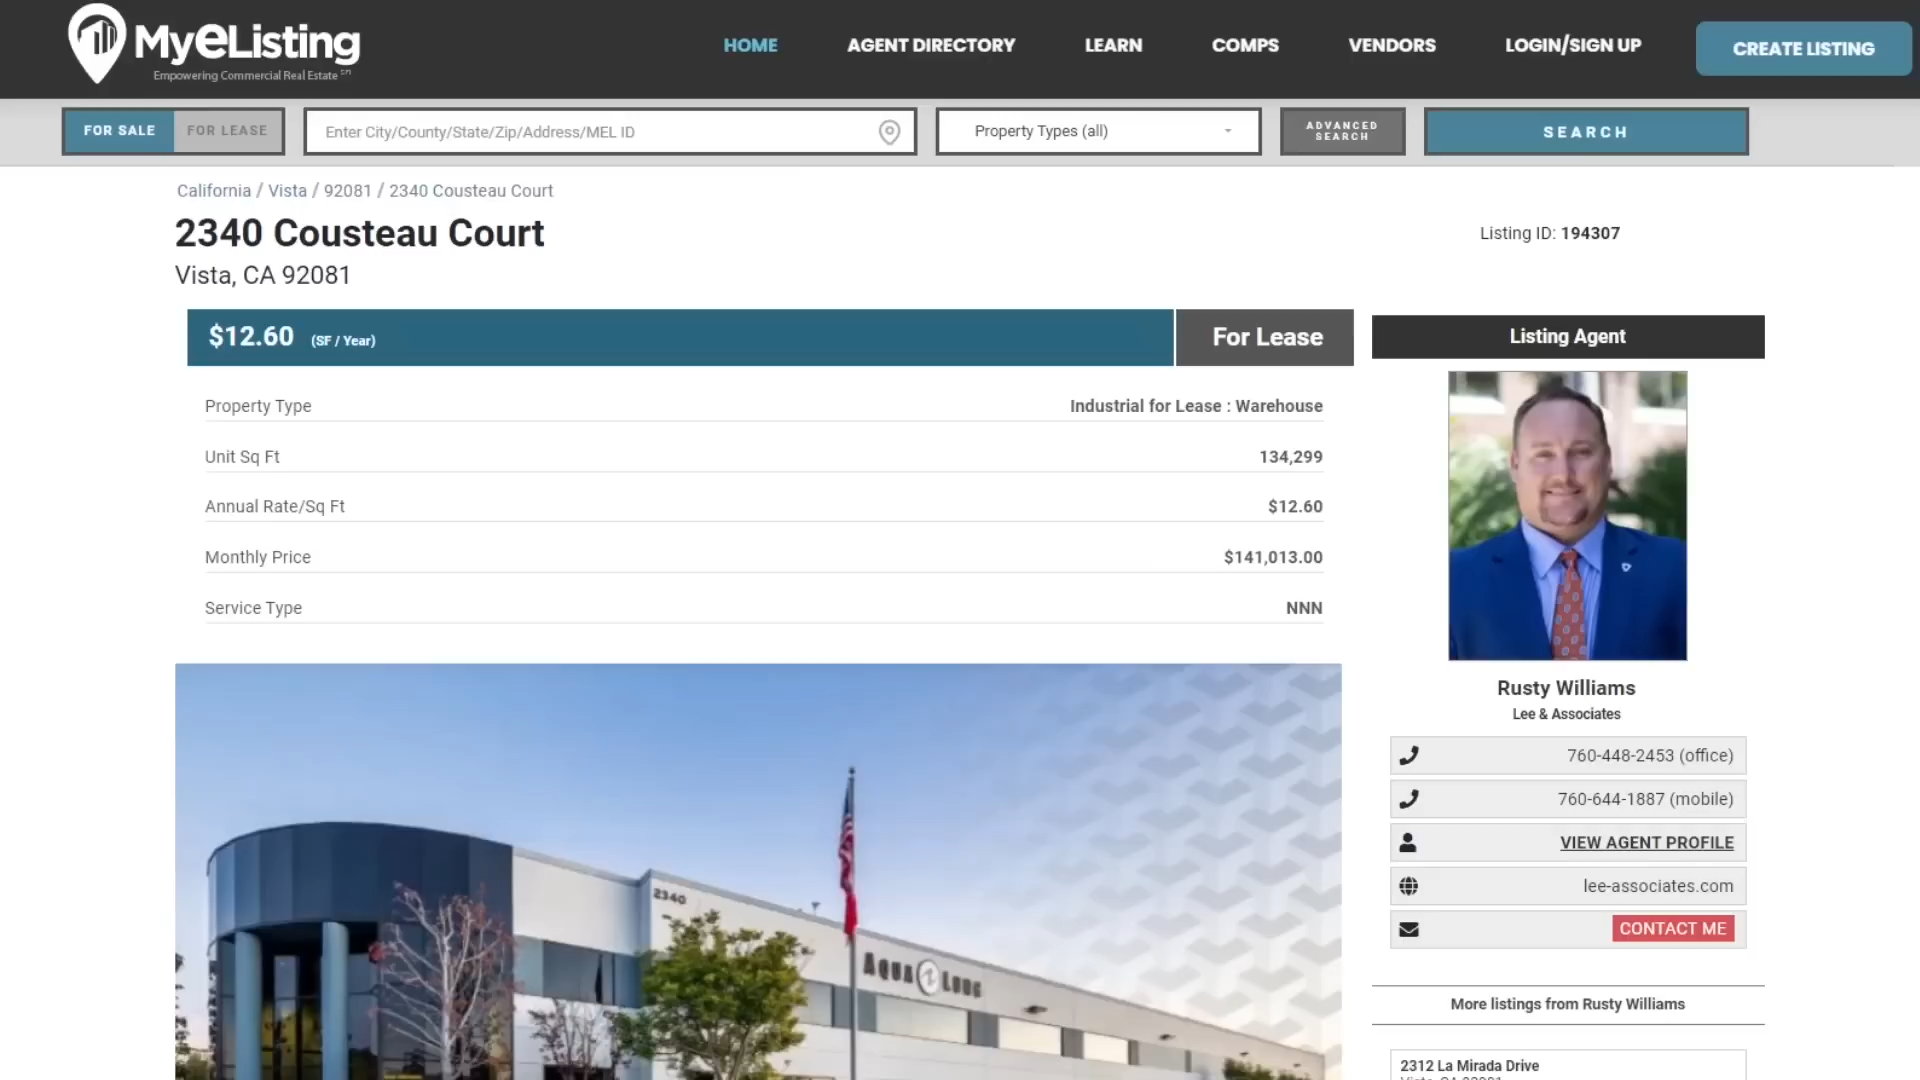 MyeListing
Empowering Commercial Real Estate
HOME
AGENT DIRECTORY
LEARN
COMPS
VENDORS
LOGIN/SIGN UP
CREATE LISTING
FOR SALE
FOR LEASE
Enter City/County/State/Zip/Address/MEL ID
Property Types (all)
ADVANCED
SEARCH
SEARCH
California / Vista / 92081 / 2340 Cousteau Court
2340 Cousteau Court
Vista, CA 92081
Listing ID: 194307
$12.60 (SF / Year)
For Lease
Property Type Industrial for Lease : Warehouse
Unit Sq Ft 134,299
Annual Rate/Sq Ft $12.60
Monthly Price $141,013.00
Service Type NNN
2340
AQUA LUNG
Listing Agent
Rusty Williams
Lee & Associates
760-448-2453 (office)
760-644-1887 (mobile)
VIEW AGENT PROFILE
lee-associates.com
CONTACT ME
More listings from Rusty Williams
2312 La Mirada Drive